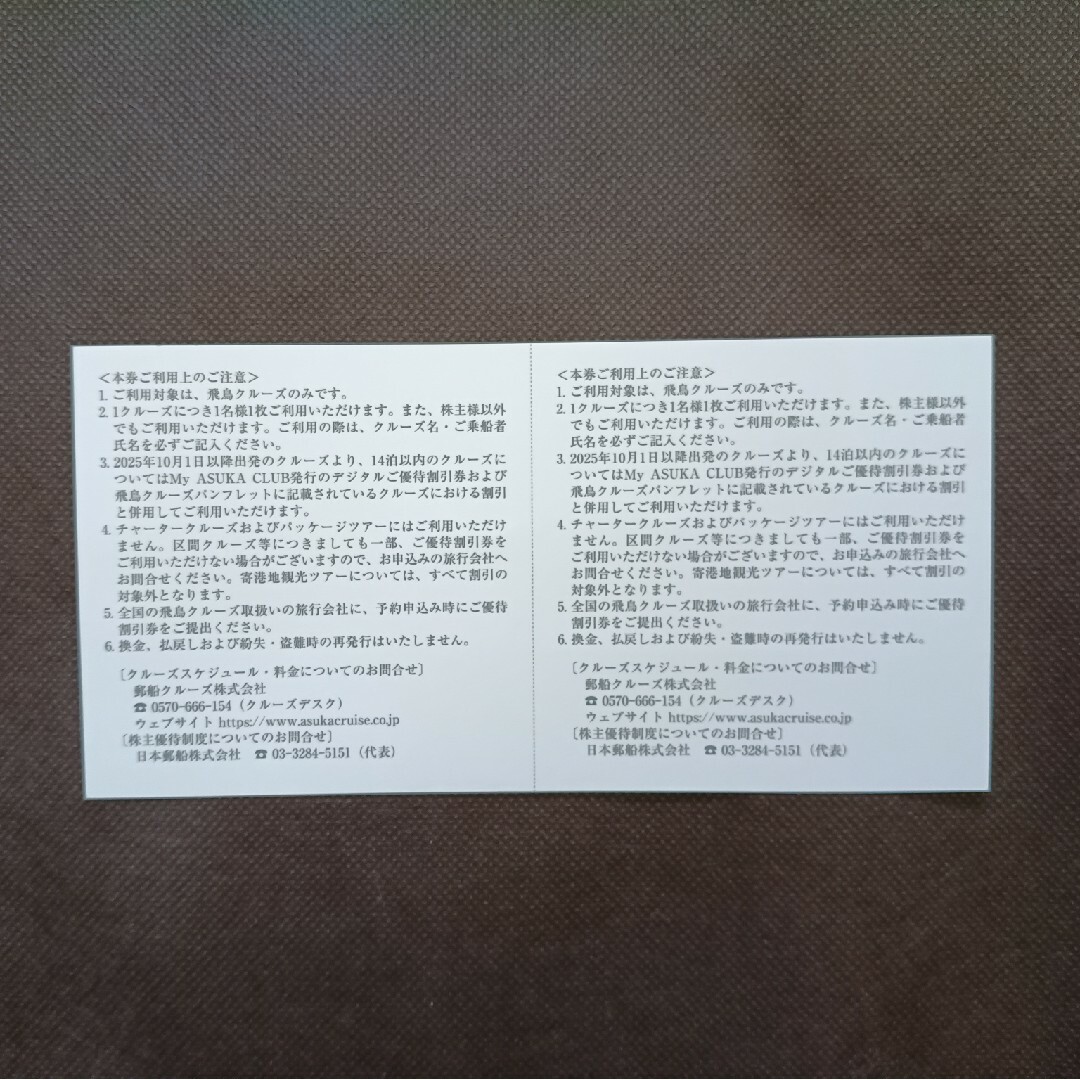 ＜本券ご利用上のご注意＞
1. ご利用対象は、飛鳥クルーズのみです。
2. 1クルーズにつき1名様1枚ご利用いただけます。また、株主様以外
でもご利用いただけます。ご利用の際は、クルーズ名・ご乗船者
氏名を必ずご記入ください。
3. 2025年10月1日以降出発のクルーズより、14泊以内のクルーズに
ついてはMy ASUKA CLUB発行のデジタルご優待割引券および
飛鳥クルーズパンフレットに記載されているクルーズにおける割引
と併用してご利用いただけます。
4. チャータークルーズおよびパッケージツアーにはご利用いただけ
ません。区間クルーズ等につきましても一部、ご優待割引券を
ご利用いただけない場合がございますので、お申込みの旅行会社へ
お問合せください。寄港地観光ツアーについては、すべて割引の
対象外となります。
5. 全国の飛鳥クルーズ取扱いの旅行会社に、予約申込み時にご優待
割引券をご提出ください。
6.換金、払戻しおよび紛失・盗難時の再発行はいたしません。
〔クルーズスケジュール・料金についてのお問合せ〕
郵船クルーズ株式会社
☎ 0570-666-154（クルーズデスク）
ウェブサイト https://www.asukacruise.co.jp
〔株主優待制度についてのお問合せ〕
日本郵船株式会社 ☎ 03-3284-5151（代表）
＜本券ご利用上のご注意＞
1. ご利用対象は、飛鳥クルーズのみです。
2. 1クルーズにつき1名様1枚ご利用いただけます。また、株主様以外
でもご利用いただけます。ご利用の際は、クルーズ名・ご乗船者
氏名を必ずご記入ください。
3. 2025年10月1日以降出発のクルーズより、14泊以内のクルーズに
ついてはMy ASUKA CLUB発行のデジタルご優待割引券および
飛鳥クルーズパンフレットに記載されているクルーズにおける割引
と併用してご利用いただけます。
4. チャータークルーズおよびパッケージツアーにはご利用いただけ
ません。区間クルーズ等につきましても一部、ご優待割引券を
ご利用いただけない場合がございますので、お申込みの旅行会社へ
お問合せください。寄港地観光ツアーについては、すべて割引の
対象外となります。
5. 全国の飛鳥クルーズ取扱いの旅行会社に、予約申込み時にご優待
割引券をご提出ください。
6. 換金、払戻しおよび紛失・盗難時の再発行はいたしません。
〔クルーズスケジュール・料金についてのお問合せ〕
郵船クルーズ株式会社
☎ 0570-666-154（クルーズデスク）
ウェブサイト https://www.asukacruise.co.jp
〔株主優待制度についてのお問合せ〕
日本郵船株式会社 ☎ 03-3284-5151（代表）